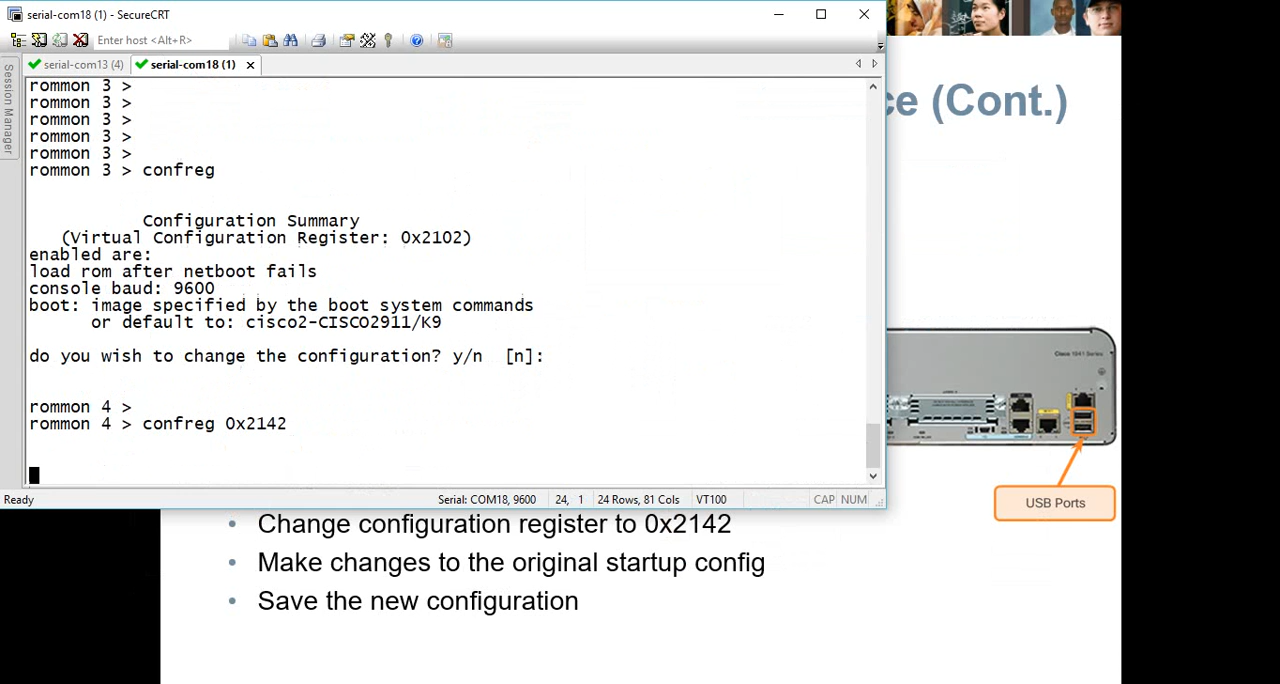 serial-com18 (1) - SecureCRT
Enter host <Alt+R>
serial-com13 (4)
serial-com18 (1)
Session Manager
rommon 3 >
rommon 3 >
rommon 3 >
rommon 3 >
rommon 3 >
rommon 3 > confreg
Configuration Summary
(Virtual Configuration Register: 0x2102)
enabled are:
load rom after netboot fails
console baud: 9600
boot: image specified by the boot system commands
or default to: cisco2-CISCO2911/K9
do you wish to change the configuration? y/n [n]:
rommon 4 >
rommon 4 > confreg 0x2142
Ready
Serial: COM18, 9600
24, 1
24 Rows, 81 Cols
VT100
CAP NUM
ce (Cont.)
Cisco 1841 Series
USB Ports
• Change configuration register to 0x2142
• Make changes to the original startup config
• Save the new configuration